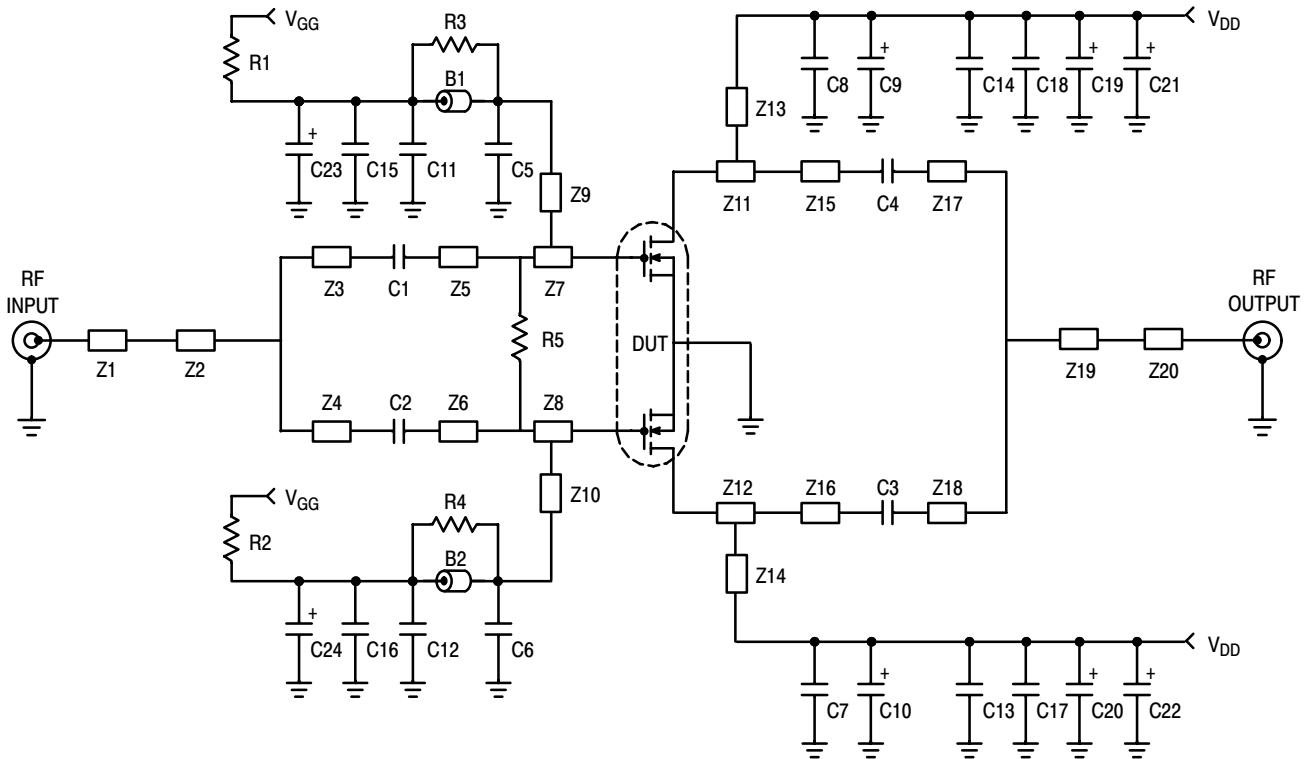 VGG
R3
VDD
R1
B1
C8
+
C9
C14
C18
+
C19
+
C21
Z13
+
C23
C15
C11
C5
Z9
Z11
Z15
C4
Z17
RF
INPUT
Z3
C1
Z5
Z7
RF
OUTPUT
Z1
Z2
R5
DUT
Z19
Z20
Z4
C2
Z6
Z8
Z10
Z12
Z16
C3
Z18
VGG
R4
R2
B2
Z14
+
C24
C16
C12
C6
VDD
C7
+
C10
C13
C17
+
C20
+
C22